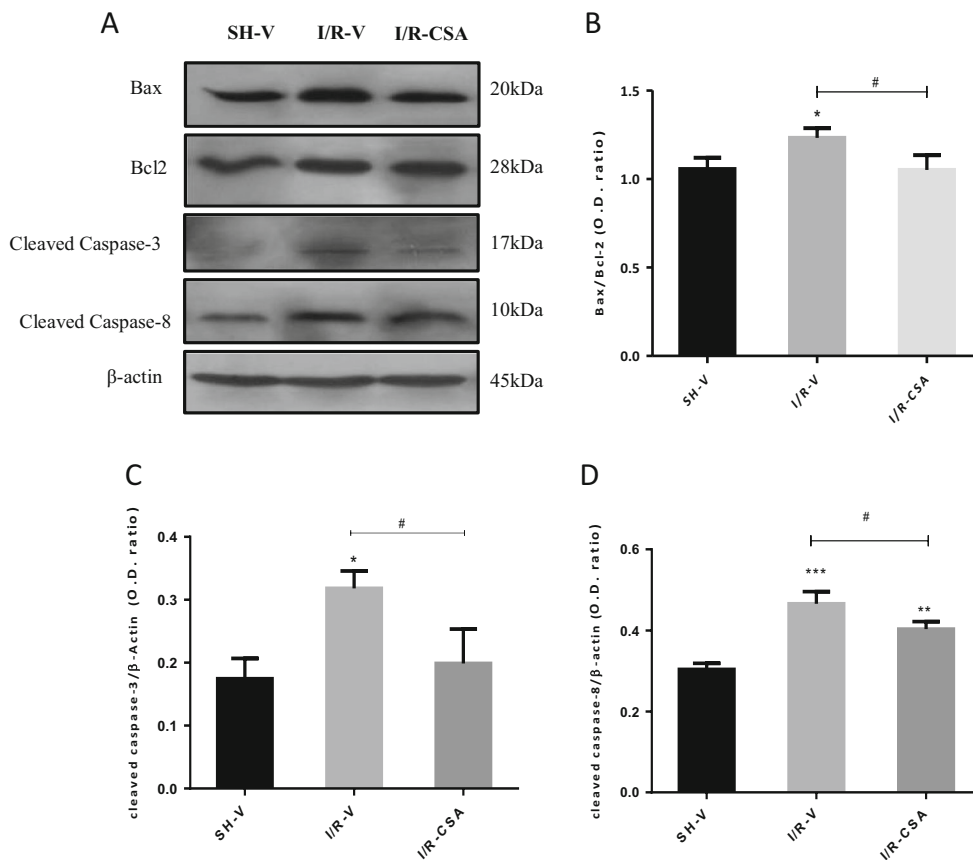 A
SH-V I/R-V I/R-CSA
Bax 20kDa
Bcl2 28kDa
Cleaved Caspase-3 17kDa
Cleaved Caspase-8 10kDa
β-actin 45kDa
B
Bax/Bcl-2 (O.D. ratio)
1.5
1.0
0.5
0.0
*
#
SH-V I/R-V I/R-CSA
C
cleaved caspase-3/β-Actin (O.D. ratio)
0.4
0.3
0.2
0.1
0.0
*
#
SH-V I/R-V I/R-CSA
D
cleaved caspase-8/β-actin (O.D. ratio)
0.6
0.4
0.2
0.0
***
**
#
SH-V I/R-V I/R-CSA